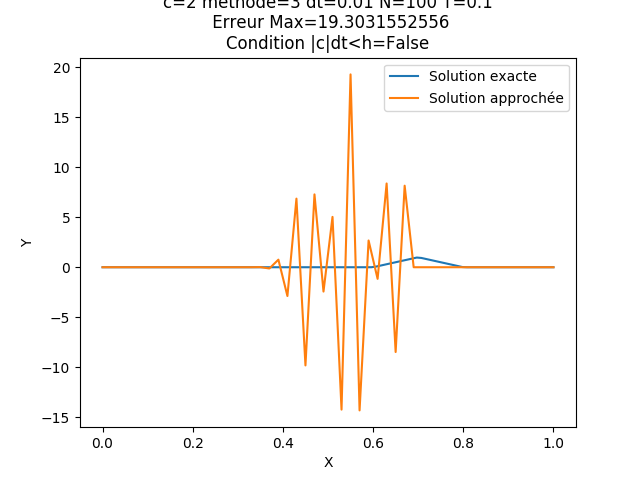 c=2 méthode=3 dt=0.01 N=100 T=0.1
Erreur Max=19.3031552556
Condition |c|dt<h=False
Solution exacte
Solution approchée
20
15
10
5
0
−5
−10
−15
Y
0.0 0.2 0.4 0.6 0.8 1.0
X